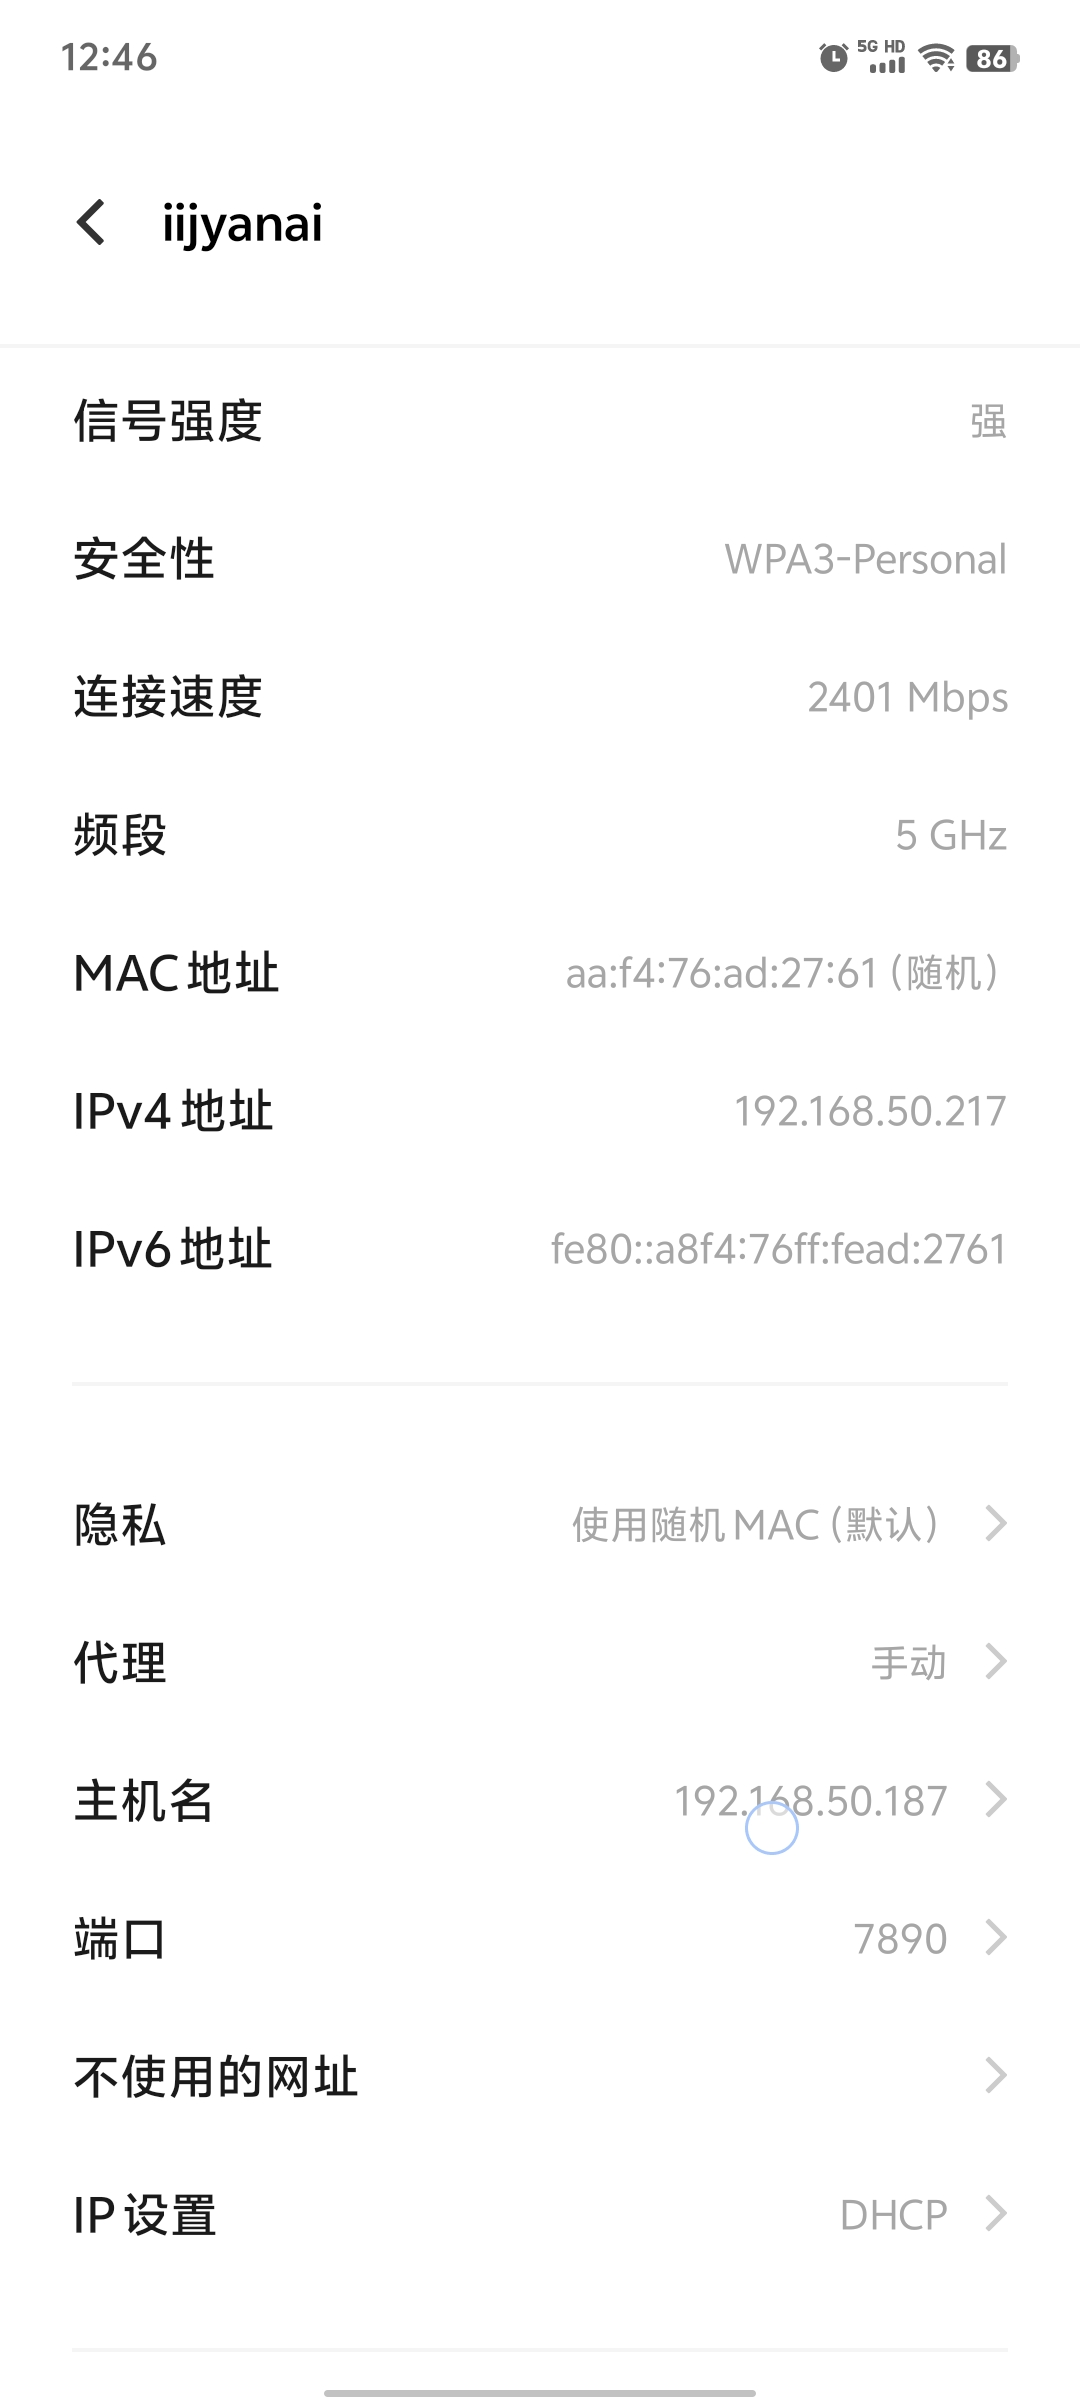 12:46
5G HD
86
iijyanai
信号强度 强
安全性 WPA3-Personal
连接速度 2401 Mbps
频段 5 GHz
MAC 地址 aa:f4:76:ad:27:61 (随机)
IPv4 地址 192.168.50.217
IPv6 地址 fe80::a8f4:76ff:fead:2761
隐私 使用随机 MAC (默认)
代理 手动
主机名 192.168.50.187
端口 7890
不使用的网址
IP 设置 DHCP